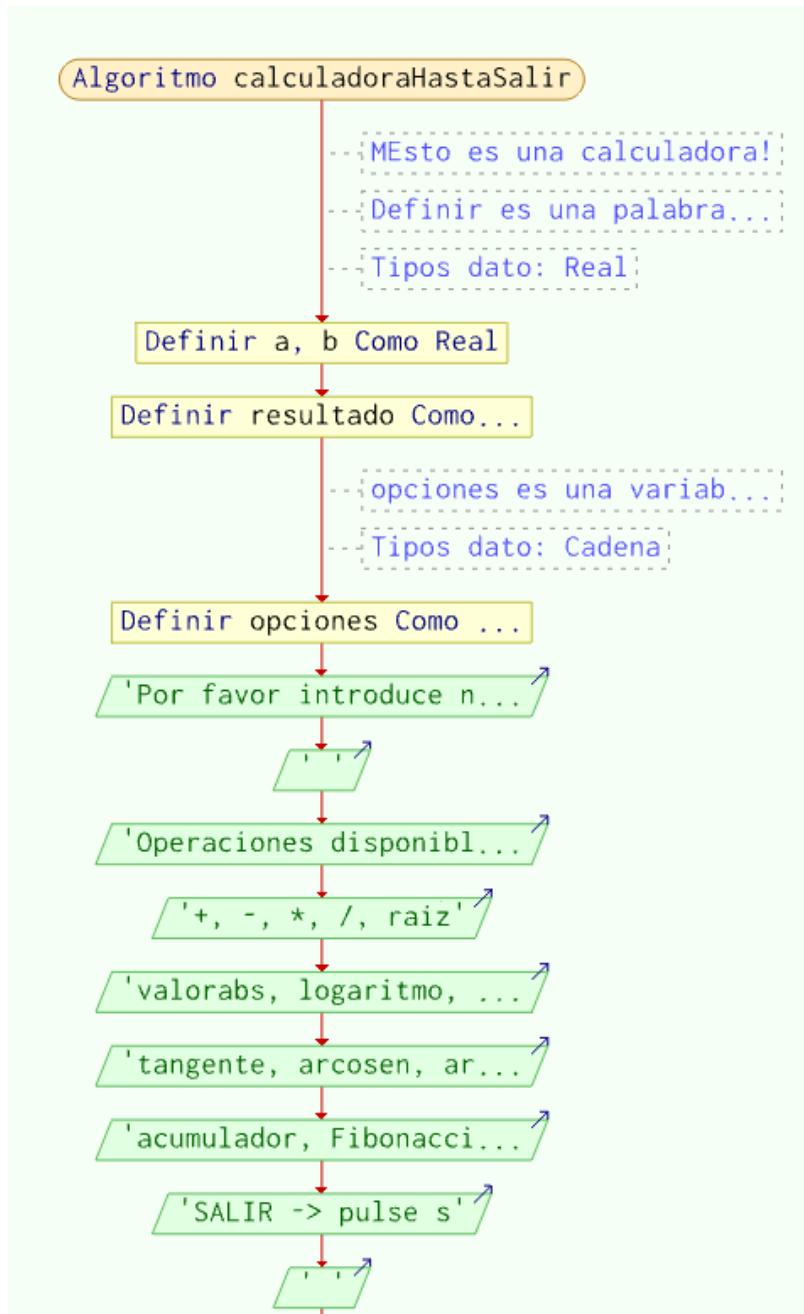 Algoritmo calculadoraHastaSalir
MEsto es una calculadora!
Definir es una palabra...
Tipos dato: Real
Definir a, b Como Real
Definir resultado Como...
opciones es una variab...
Tipos dato: Cadena
Definir opciones Como ...
'Por favor introduce n...
' '
'Operaciones disponibl...
'+, -, *, /, raiz'
'valorabs, logaritmo, ...
'tangente, arcosen, ar...
'acumulador, Fibonacci...
'SALIR -> pulse s'
' '